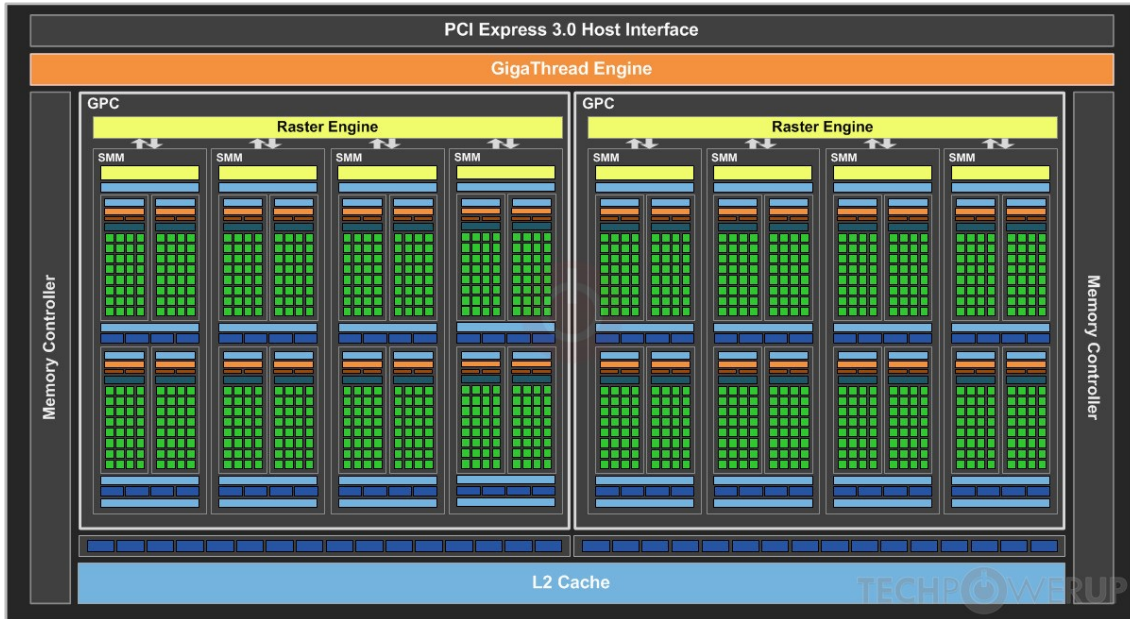 PCI Express 3.0 Host Interface
GigaThread Engine
GPC
GPC
Raster Engine
Raster Engine
SMM
SMM
SMM
SMM
SMM
SMM
SMM
SMM
Memory Controller
Memory Controller
L2 Cache
TECHPOWERUP